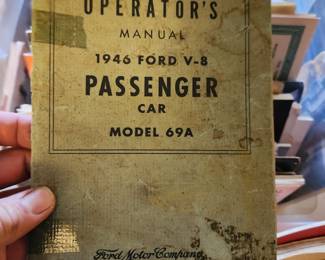 OPERATOR'S
MANUAL
1946 FORD V-8
PASSENGER
CAR
MODEL 69A
Ford Motor Company